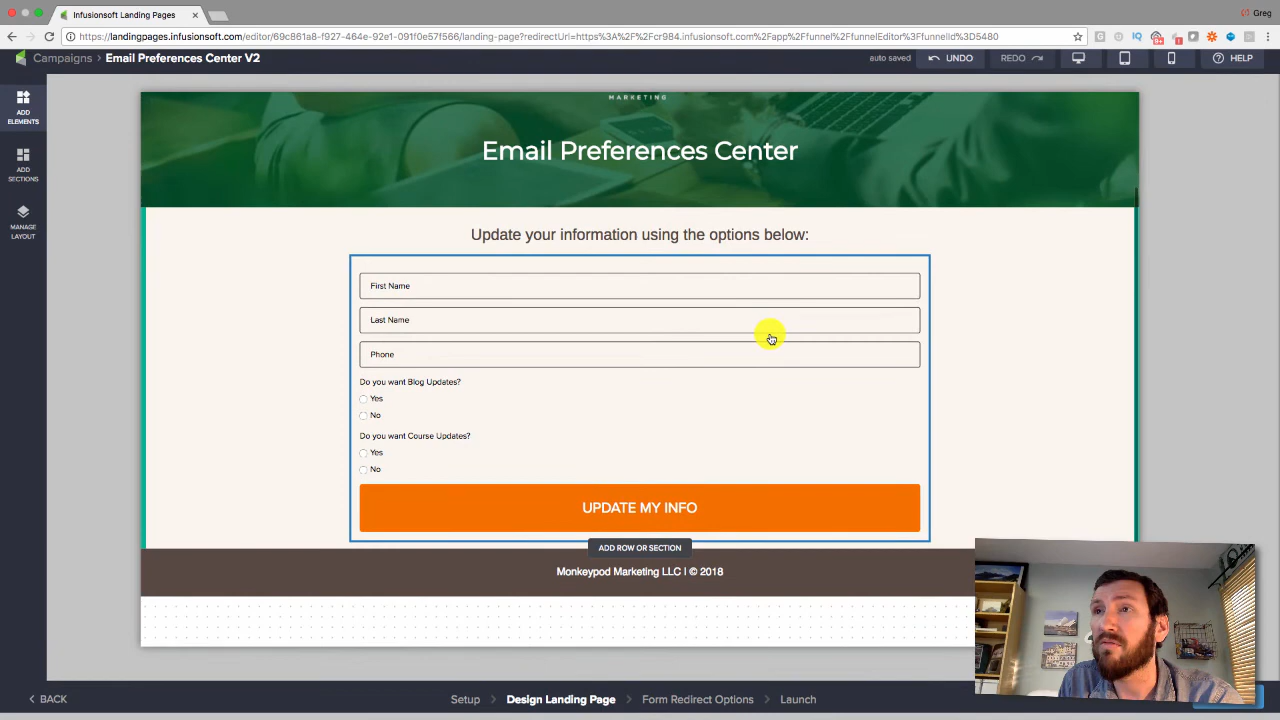 Infusionsoft Landing Pages
Greg
https://landingpages.infusionsoft.com/editor/69c861a8-f927-464e-92e1-091f0e57f566/landing-page?redirectUrl=https%3A%2F%2Fcr984.infusionsoft.com%2Fapp%2Ffunnel%2FfunnelEditor%3FfunnelId%3D5480
Campaigns > Email Preferences Center V2
auto saved
UNDO
REDO
HELP
ADD ELEMENTS
ADD SECTIONS
MANAGE LAYOUT
MARKETING
Email Preferences Center
Update your information using the options below:
First Name
Last Name
Phone
Do you want Blog Updates?
Yes
No
Do you want Course Updates?
Yes
No
UPDATE MY INFO
ADD ROW OR SECTION
Monkeypod Marketing LLC | © 2018
BACK
Setup > Design Landing Page > Form Redirect Options > Launch